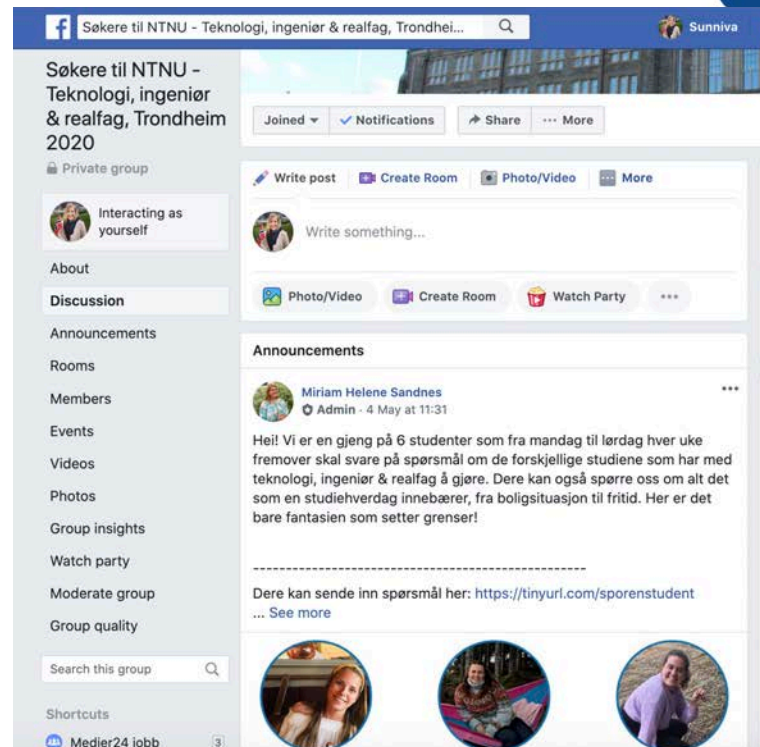 Søkere til NTNU - Teknologi, ingeniør & realfag, Trondhei...
Sunniva
Søkere til NTNU -
Teknologi, ingeniør
& realfag, Trondheim
2020
Private group
Interacting as
yourself
About
Discussion
Announcements
Rooms
Members
Events
Videos
Photos
Group insights
Watch party
Moderate group
Group quality
Search this group
Shortcuts
Medier24 jobb 3
Joined Notifications Share More
Write post Create Room Photo/Video More
Write something...
Photo/Video Create Room Watch Party
Announcements
Miriam Helene Sandnes
Admin · 4 May at 11:31
Hei! Vi er en gjeng på 6 studenter som fra mandag til lørdag hver uke
fremover skal svare på spørsmål om de forskjellige studiene som har med
teknologi, ingeniør & realfag å gjøre. Dere kan også spørre oss om alt det
som en studiehverdag innebærer, fra boligsituasjon til fritid. Her er det
bare fantasien som setter grenser!
--------------------------------------------------
Dere kan sende inn spørsmål her: https://tinyurl.com/sporenstudent
... See more